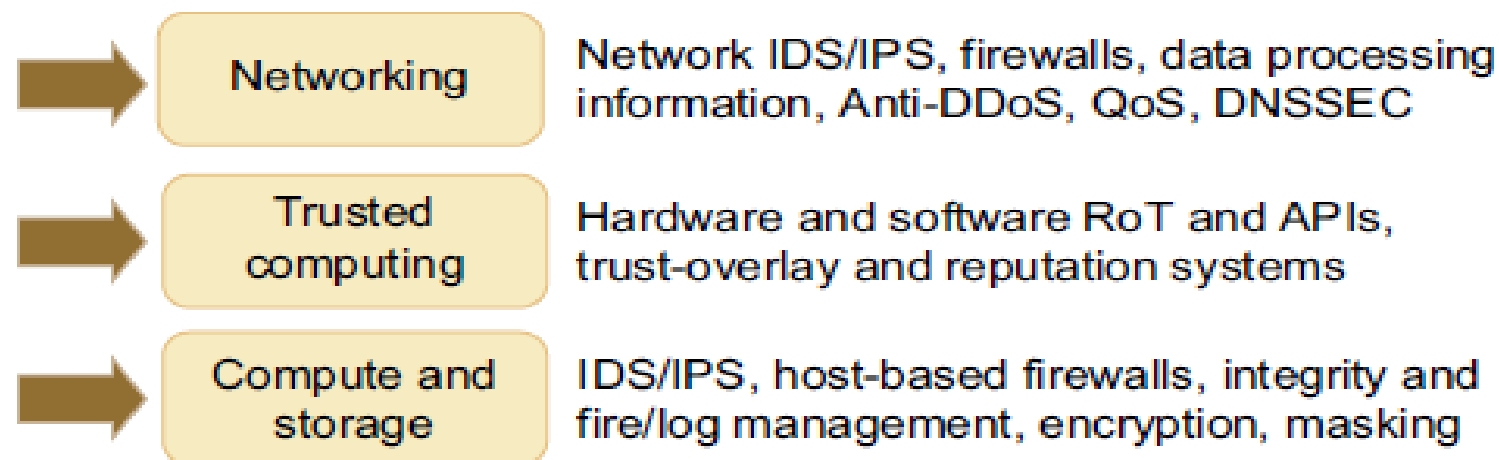 Networking
Network IDS/IPS, firewalls, data processing
information, Anti-DDoS, QoS, DNSSEC
Trusted
computing
Hardware and software RoT and APIs,
trust-overlay and reputation systems
Compute and
storage
IDS/IPS, host-based firewalls, integrity and
fire/log management, encryption, masking